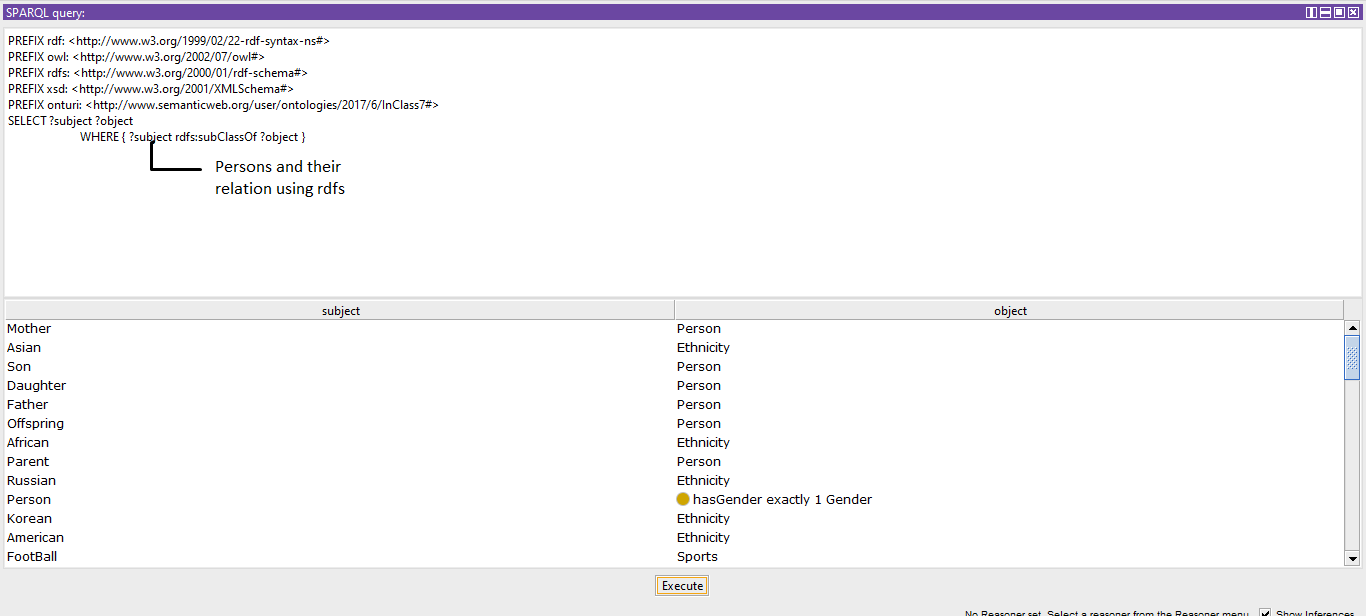 SPARQL query:
PREFIX rdf: <http://www.w3.org/1999/02/22-rdf-syntax-ns#>
PREFIX owl: <http://www.w3.org/2002/07/owl#>
PREFIX rdfs: <http://www.w3.org/2000/01/rdf-schema#>
PREFIX xsd: <http://www.w3.org/2001/XMLSchema#>
PREFIX onturi: <http://www.semanticweb.org/user/ontologies/2017/6/InClass7#>
SELECT ?subject ?object
WHERE { ?subject rdfs:subClassOf ?object }
Persons and their
relation using rdfs
subject object
Mother Person
Asian Ethnicity
Son Person
Daughter Person
Father Person
Offspring Person
African Ethnicity
Parent Person
Russian Ethnicity
Person hasGender exactly 1 Gender
Korean Ethnicity
American Ethnicity
FootBall Sports
Execute
No Reasoner set. Select a reasoner from the Reasoner menu Show Inferences